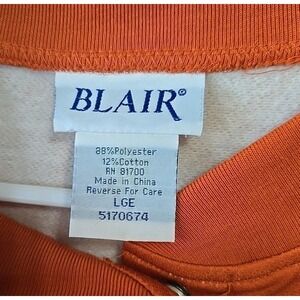 BLAIR®
88%Polyester
12%Cotton
RN 81700
Made in China
Reverse For Care
LGE
5170674